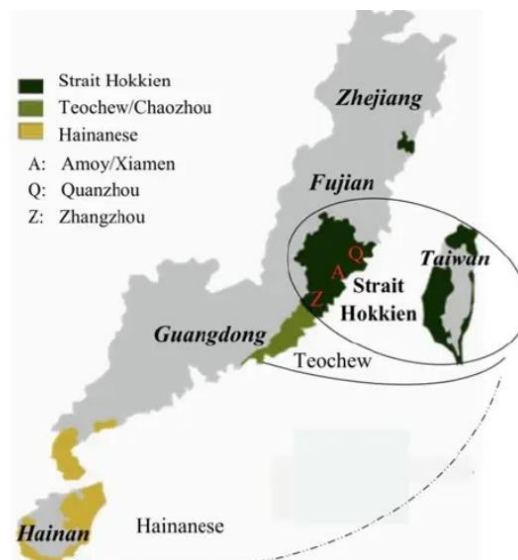 Strait Hokkien
Teochew/Chaozhou
Hainanese
A: Amoy/Xiamen
Q: Quanzhou
Z: Zhangzhou
Zhejiang
Fujian
Q
Taiwan
A
Strait
Z
Hokkien
Guangdong
Teochew
Hainan
Hainanese